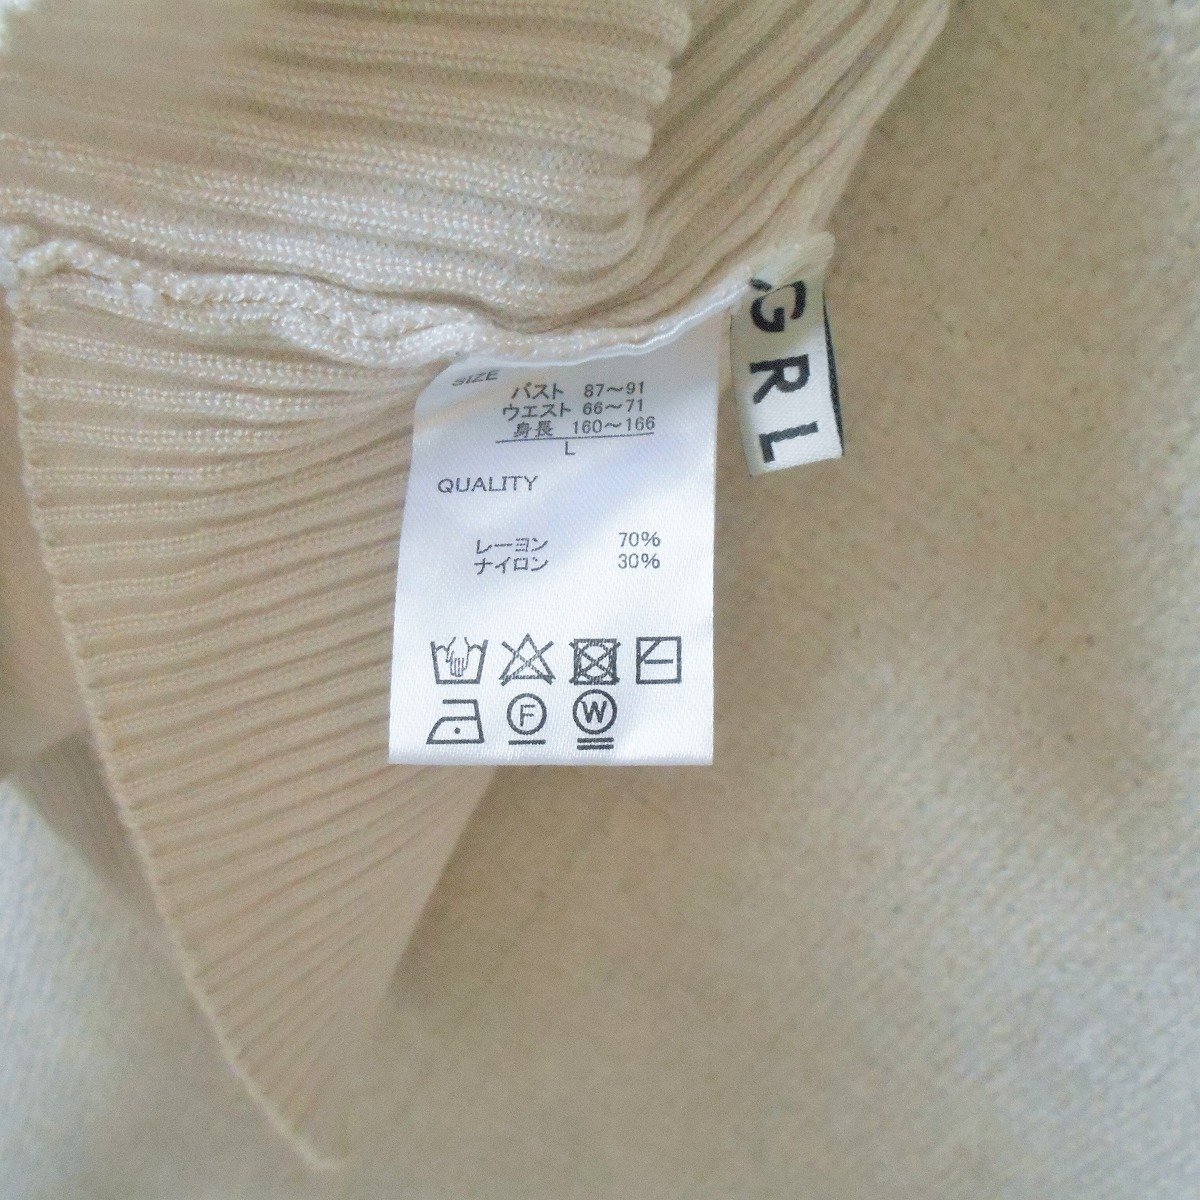 SIZE
バスト 87～91
ウエスト 66～71
身長 160～166
L
QUALITY
レーヨン 70%
ナイロン 30%
F
W
GRL